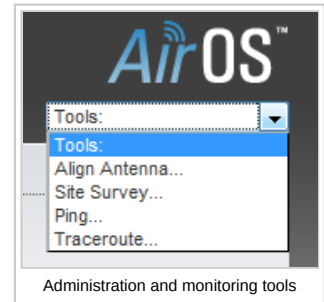 AirOS™
Tools:
Tools:
Align Antenna...
Site Survey...
Ping...
Traceroute...
Administration and monitoring tools